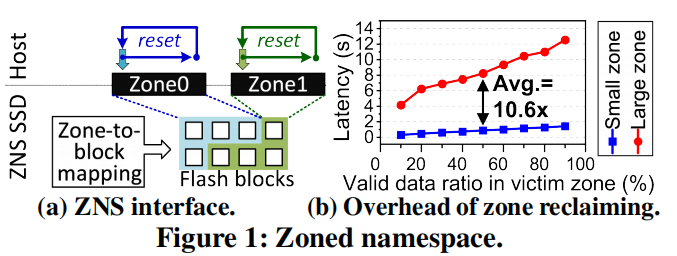 Host
ZNS SSD
reset
reset
Zone0
Zone1
Zone-to-
block
mapping
Flash blocks
(a) ZNS interface.
Latency (s)
14
12
10
8
6
4
2
0
0 20 40 60 80 100
Avg.=
10.6x
Valid data ratio in victim zone (%)
Small zone
Large zone
(b) Overhead of zone reclaiming.
Figure 1: Zoned namespace.